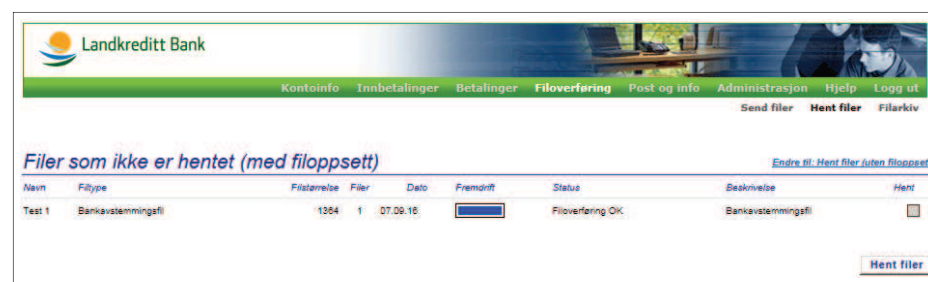 Landkreditt Bank
Kontoinfo Innbetalinger Betalinger Filoverføring Post og info Administrasjon Hjelp Logg ut
Send filer Hent filer Filarkiv
Filer som ikke er hentet (med filoppsett)
Endre til: Hent filer (uten filoppset
Navn Filtype Filstørrelse Filer Dato Fremdrift Status Beskrivelse Hent
Test 1 Bankavstemmingsfil 1364 1 07.09.16 Filoverføring OK Bankavstemmingsfil
Hent filer